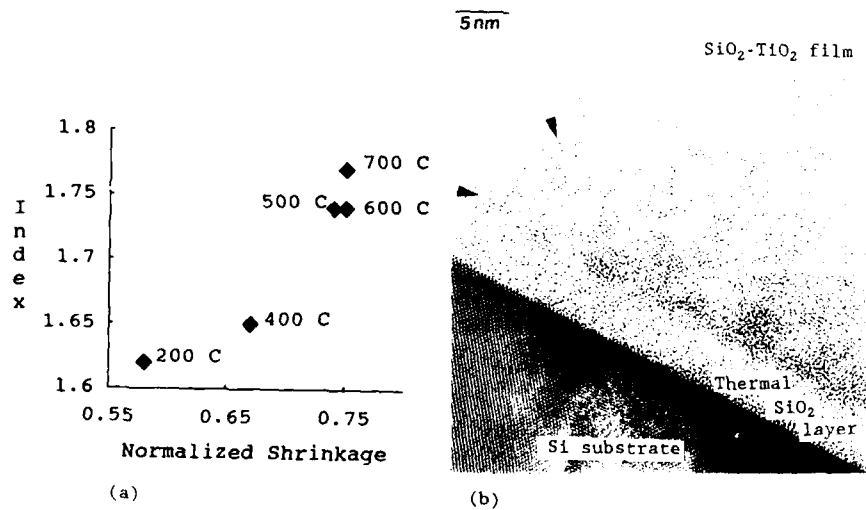 1.8
1.75
1.7
1.65
1.6
Index
700 C
500 C
600 C
400 C
200 C
0.55
0.65
0.75
Normalized Shrinkage
(a)
5nm
SiO₂-TiO₂ film
Thermal
SiO₂
layer
Si substrate
(b)